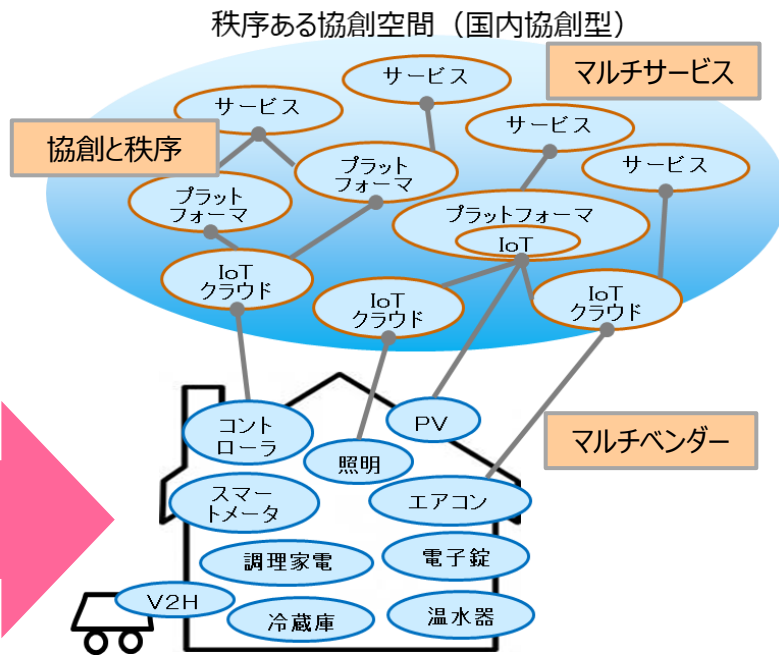 秩序ある協創空間（国内協創型）
サービス
マルチサービス
サービス
サービス
協創と秩序
サービス
プラット
フォーマ
プラット
フォーマ
プラットフォーマ
IoT
IoT
クラウド
IoT
クラウド
IoT
クラウド
コント
ローラ
PV
マルチベンダー
照明
スマー
トメータ
エアコン
調理家電
電子錠
V2H
冷蔵庫
温水器